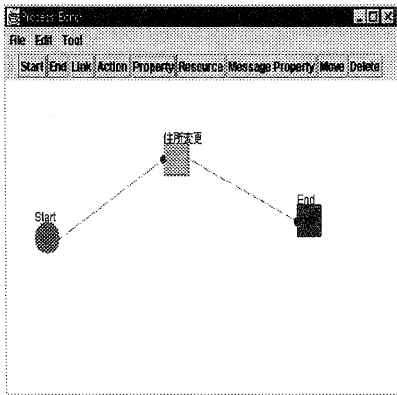 Process Editor
File Edit Tool
Start End Link Action Property Resource Message Property Move Delete
住所変更
End
Start